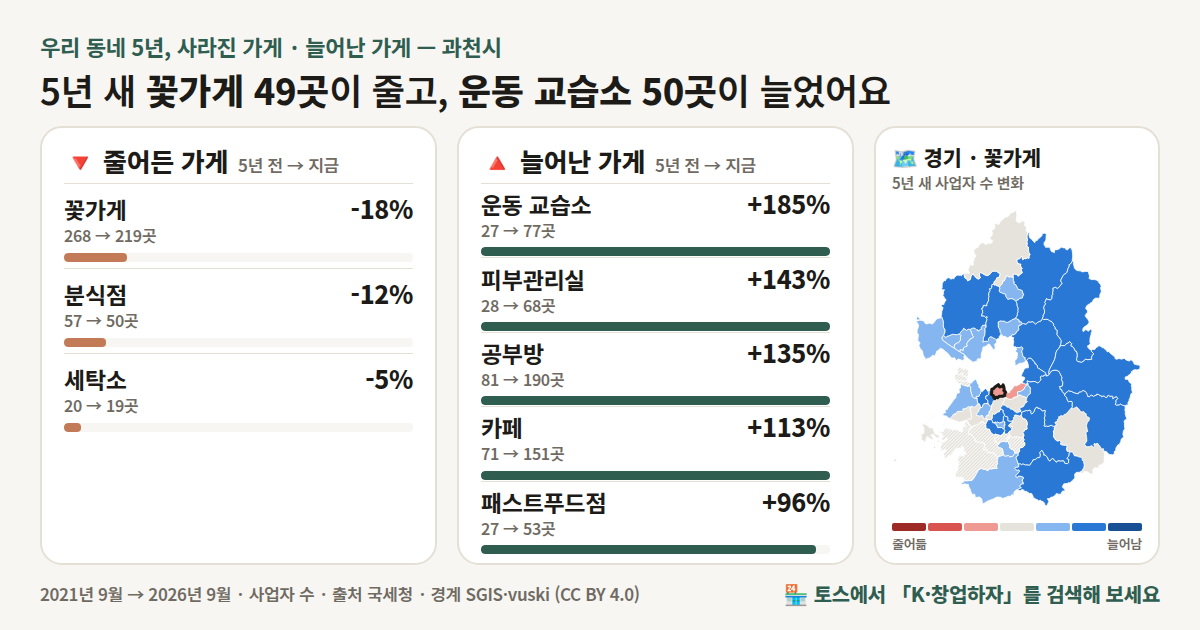 우리 동네 5년, 사라진 가게 · 늘어난 가게 — 과천시
5년 새 꽃가게 49곳이 줄고, 운동 교습소 50곳이 늘었어요
줄어든 가게 5년 전 → 지금
꽃가게 -18%
268 → 219곳
분식점 -12%
57 → 50곳
세탁소 -5%
20 → 19곳
늘어난 가게 5년 전 → 지금
운동 교습소 +185%
27 → 77곳
피부관리실 +143%
28 → 68곳
공부방 +135%
81 → 190곳
카페 +113%
71 → 151곳
패스트푸드점 +96%
27 → 53곳
경기 · 꽃가게
5년 새 사업자 수 변화
줄어듦 늘어남
2021년 9월 → 2026년 9월 · 사업자 수 · 출처 국세청 · 경계 SGIS·vuski (CC BY 4.0)
토스에서 「K·창업하자」를 검색해 보세요